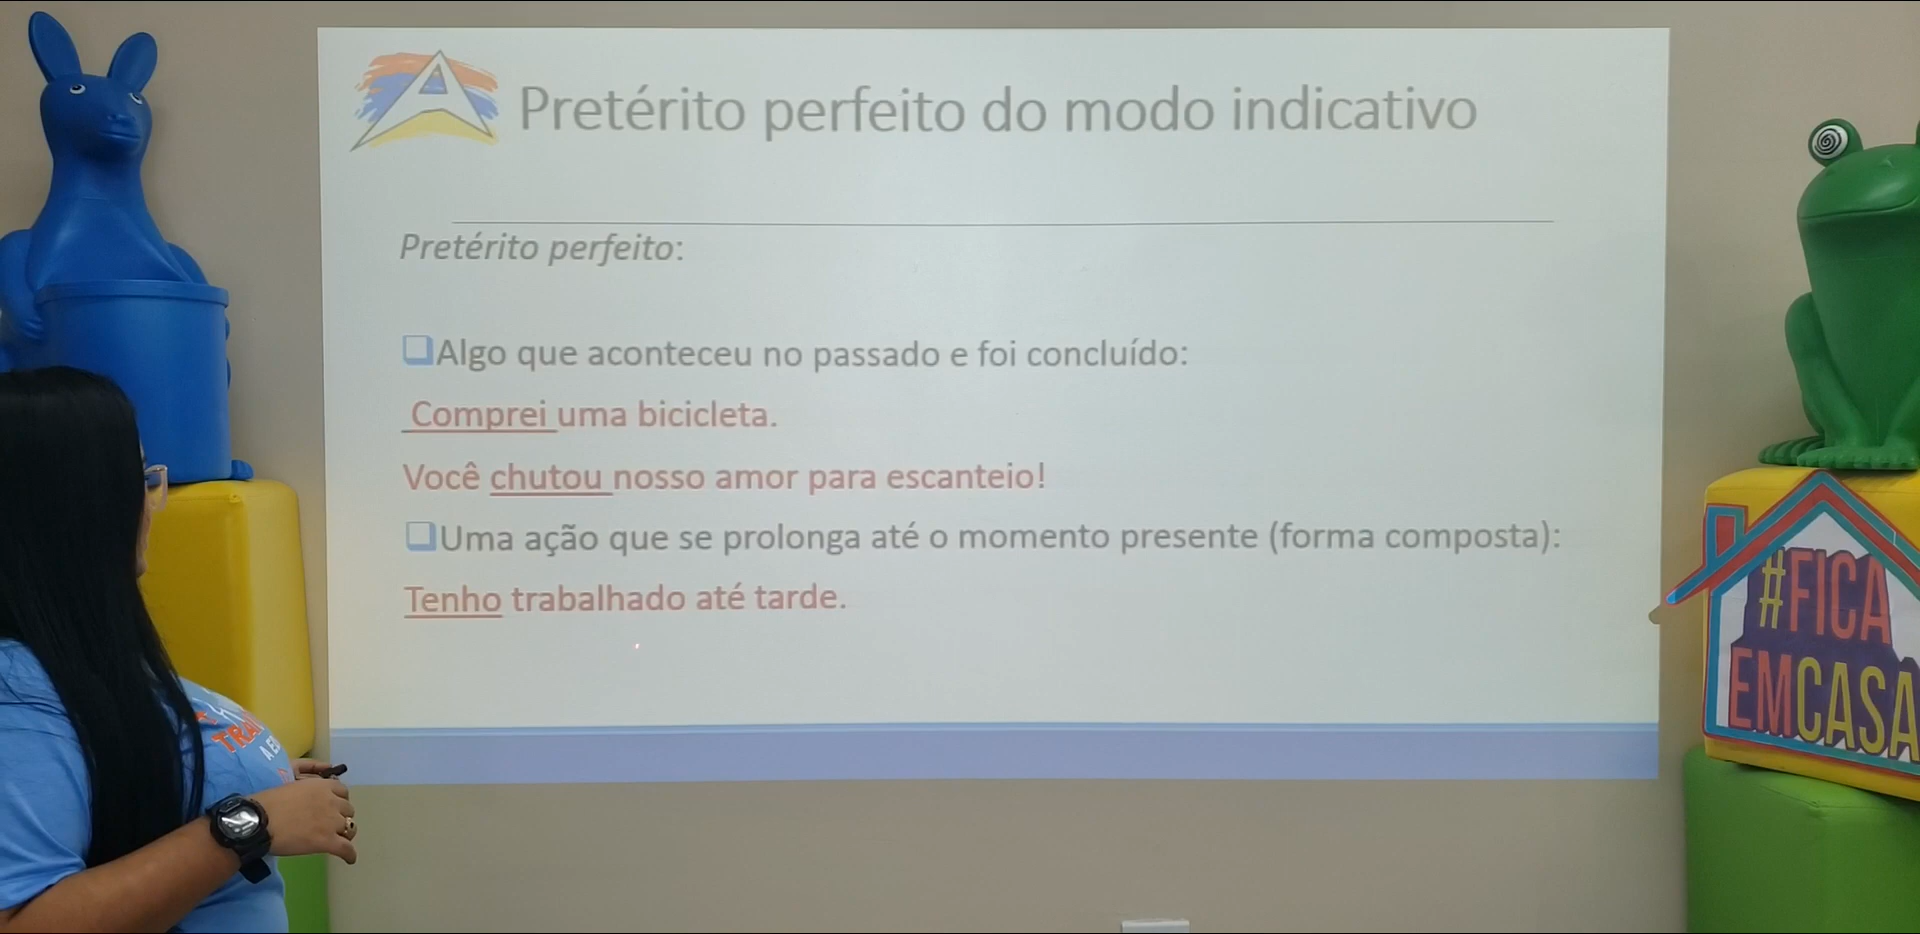 Pretérito perfeito do modo indicativo
Pretérito perfeito:
Algo que aconteceu no passado e foi concluído:
Comprei uma bicicleta.
Você chutou nosso amor para escanteio!
Uma ação que se prolonga até o momento presente (forma composta):
Tenho trabalhado até tarde.
#FICA
EMCASA